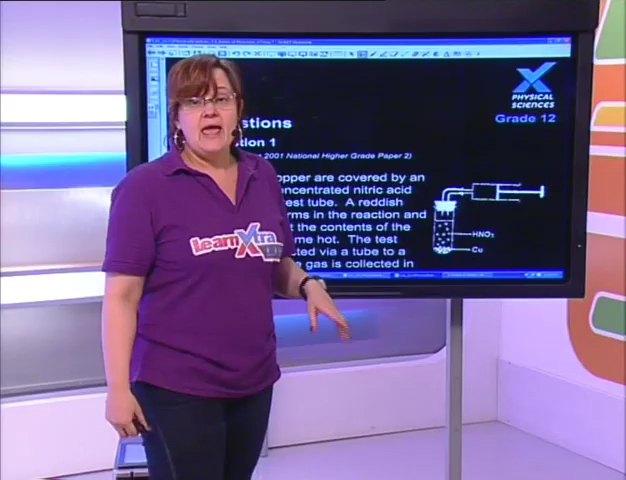 PHYSICAL
SCIENCES
Grade 12
stions
tion 1
2001 National Higher Grade Paper 2)
opper are covered by an
oncentrated nitric acid
est tube. A reddish
rms in the reaction and
t the contents of the
me hot. The test
cted via a tube to a
e gas is collected in
HNO₃
Cu
LearnXtra